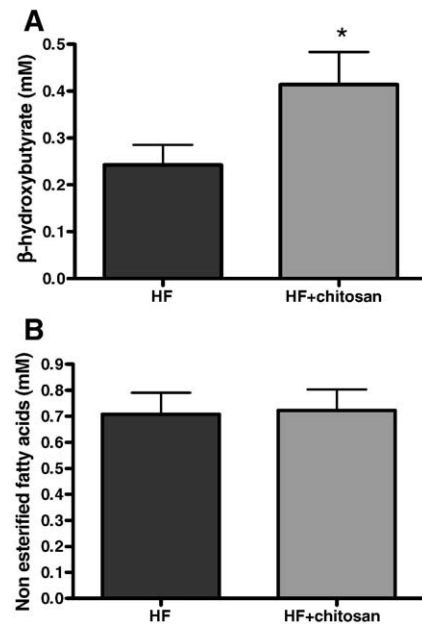 A
β-hydroxybutyrate (mM)
0.5
0.4
0.3
0.2
0.1
0.0
*
HF
HF+chitosan
B
Non esterified fatty acids (mM)
0.9
0.8
0.7
0.6
0.5
0.4
0.3
0.2
0.1
0.0
HF
HF+chitosan